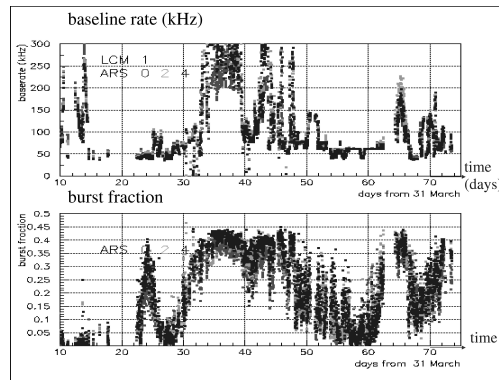 baseline rate (kHz)
baserate (kHz)
300
250
200
150
100
50
0
LCM 1
ARS 0 2 4
10 20 30 40 50 60 70
time
(days)
days from 31 March
burst fraction
burst fraction
0.5
0.45
0.4
0.35
0.3
0.25
0.2
0.15
0.1
0.05
ARS 0 2 4
10 20 30 40 50 60 70
time
days from 31 March